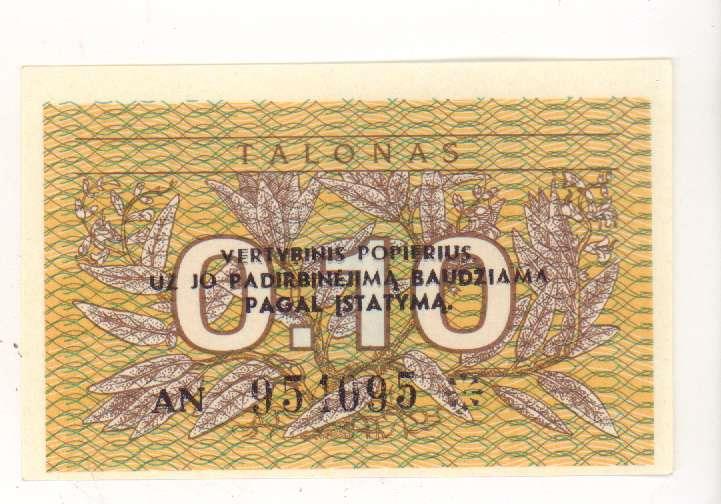 TALONAS
VERTYBINIS POPIERIUS
UŽ JO PADIRBINĖJIMĄ BAUDŽIAMA
PAGAL ĮSTATYMĄ.
0.10
AN 951095